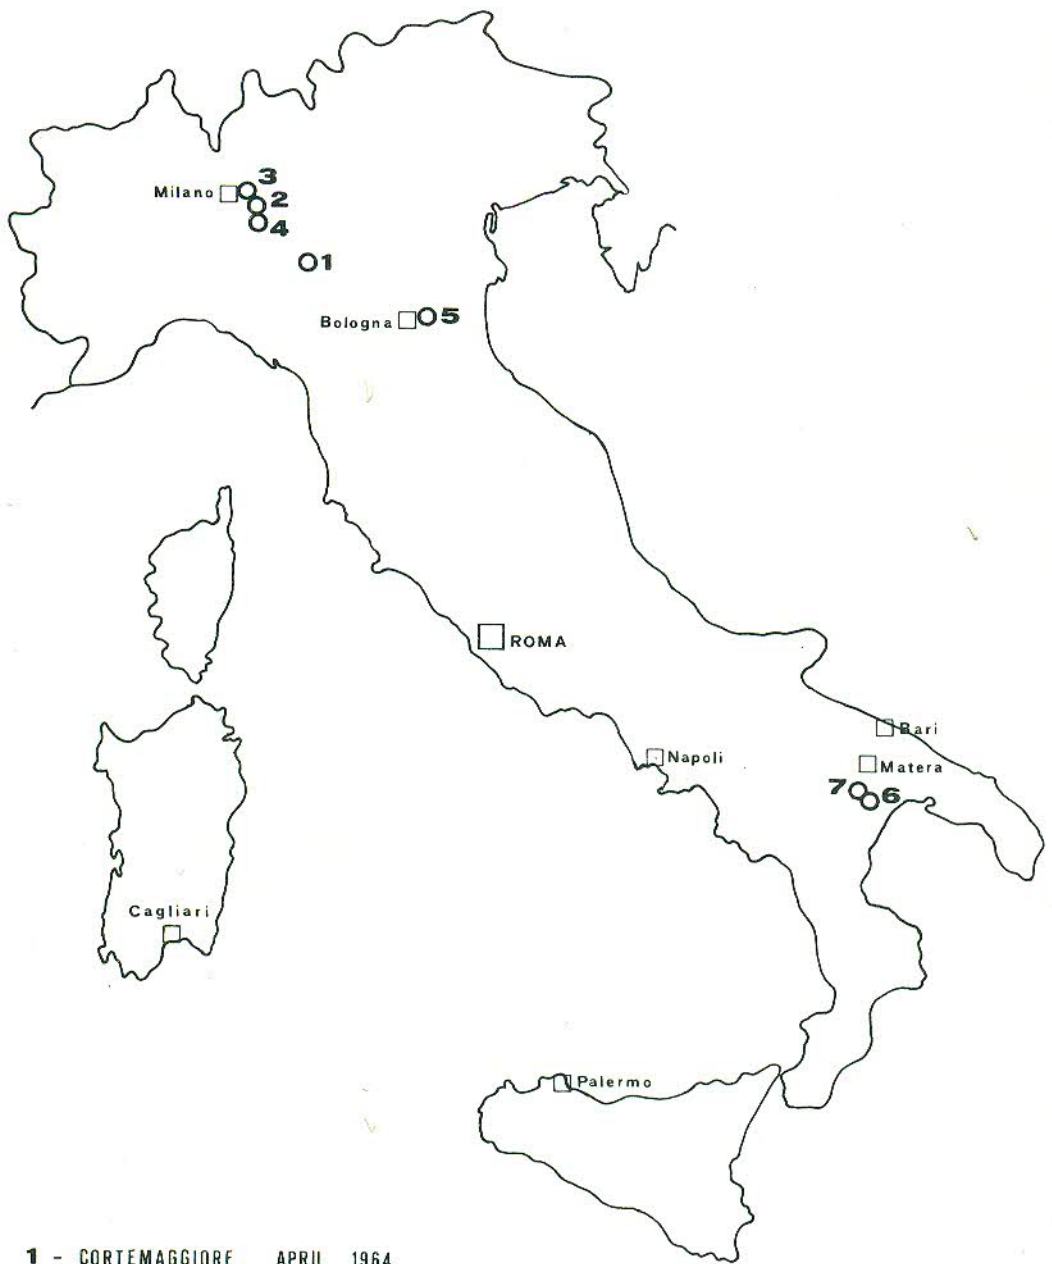 3
Milano
2
4
1
Bologna 5
ROMA
Bari
Napoli
Matera
7 6
Cagliari
Palermo
1 - CORTEMAGGIORE APRIL 1964